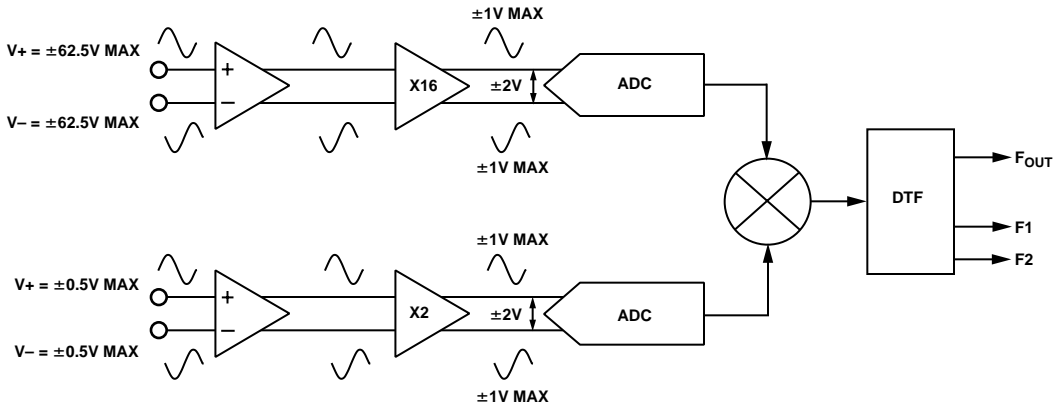 ±1V MAX
V+ = ±62.5V MAX
+
X16
±2V
ADC
−
V− = ±62.5V MAX
±1V MAX
DTF
FOUT
F1
F2
±1V MAX
V+ = ±0.5V MAX
+
X2
±2V
ADC
−
V− = ±0.5V MAX
±1V MAX